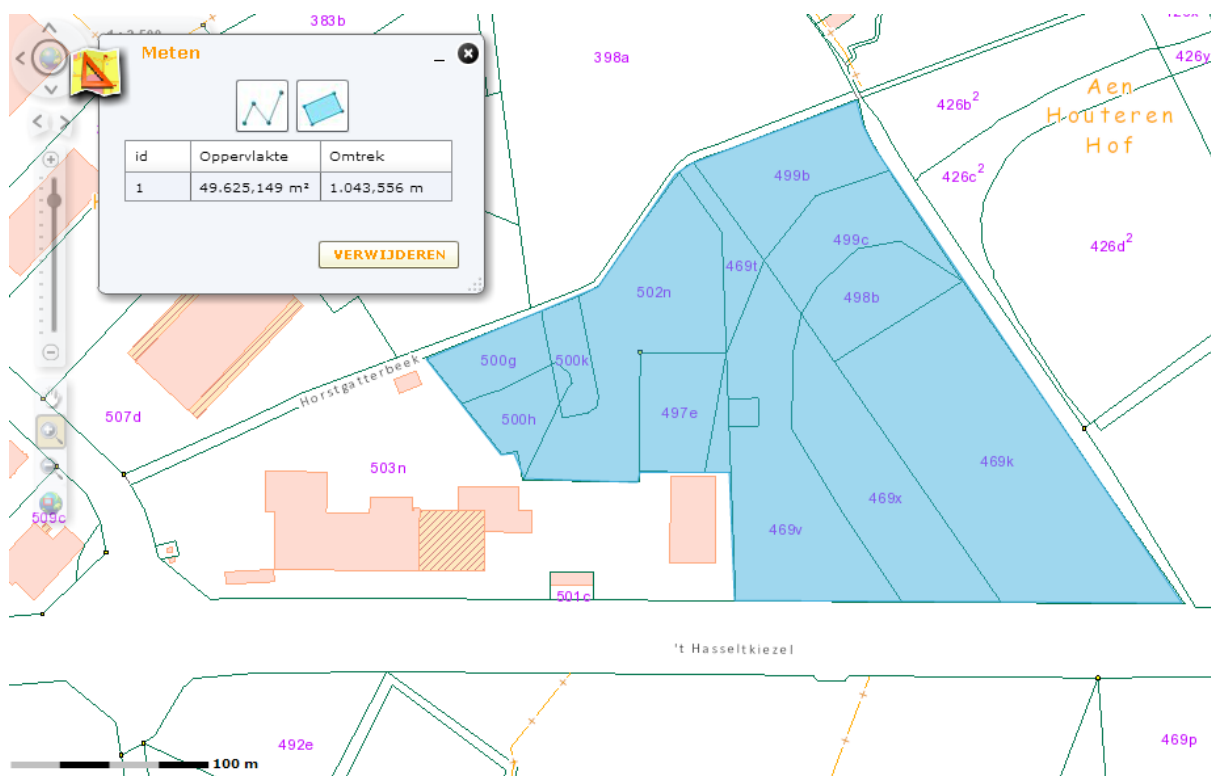 383b
398a
426y
426b²
Aen
Houteren
Hof
426c²
426d²
Meten
id Oppervlakte Omtrek
1 49.625,149 m² 1.043,556 m
VERWIJDEREN
499b
499c
469t
502n
498b
500g
500k
Horstgatterbeek
500h
497e
507d
503n
469k
469x
469v
509c
501c
't Hasseltkiezel
492e
469p
100 m